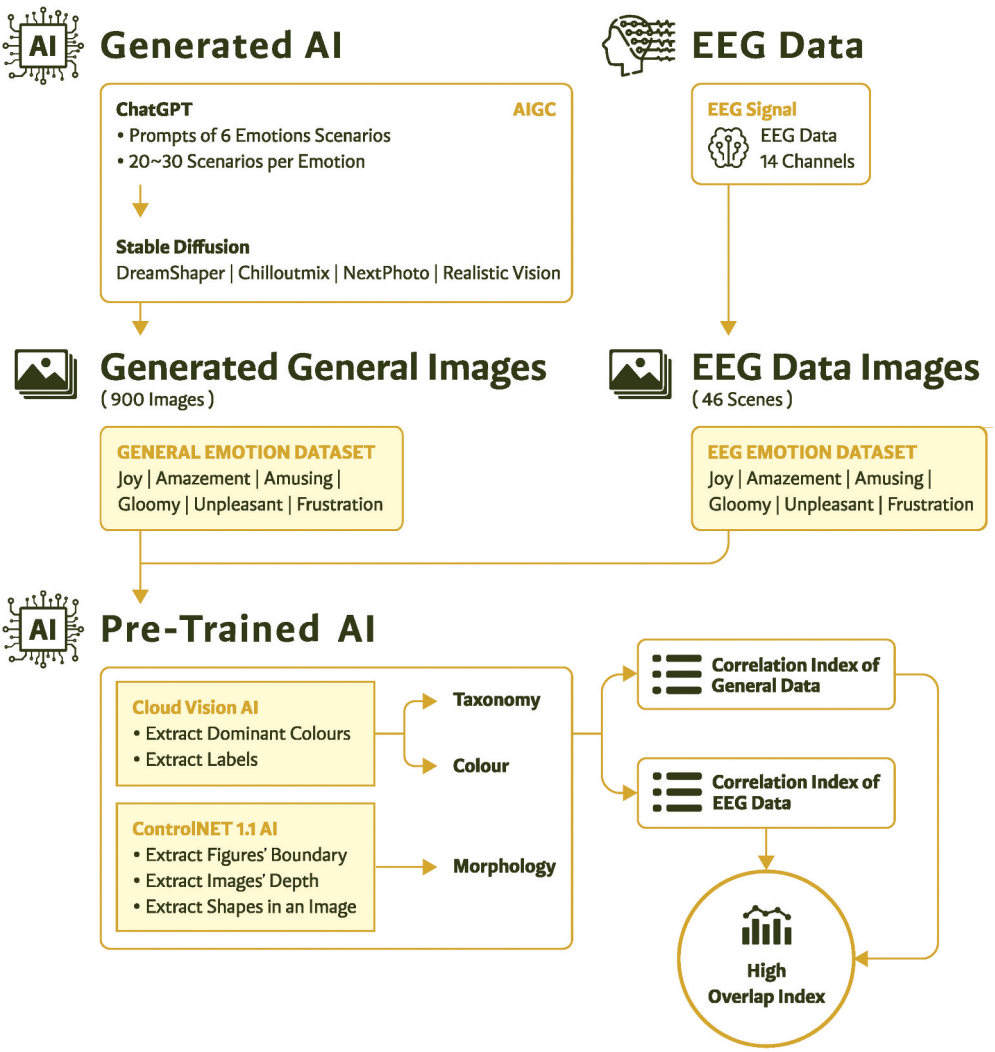 AI
Generated AI
ChatGPT
AIGC
• Prompts of 6 Emotions Scenarios
• 20~30 Scenarios per Emotion
Stable Diffusion
DreamShaper | Chilloutmix | NextPhoto | Realistic Vision
EEG Data
EEG Signal
EEG Data
14 Channels
Generated General Images
( 900 Images )
GENERAL EMOTION DATASET
Joy | Amazement | Amusing |
Gloomy | Unpleasant | Frustration
EEG Data Images
( 46 Scenes )
EEG EMOTION DATASET
Joy | Amazement | Amusing |
Gloomy | Unpleasant | Frustration
AI
Pre-Trained AI
Cloud Vision AI
• Extract Dominant Colours
• Extract Labels
Taxonomy
Colour
ControlNET 1.1 AI
• Extract Figures' Boundary
• Extract Images' Depth
• Extract Shapes in an Image
Morphology
Correlation Index of
General Data
Correlation Index of
EEG Data
High
Overlap Index